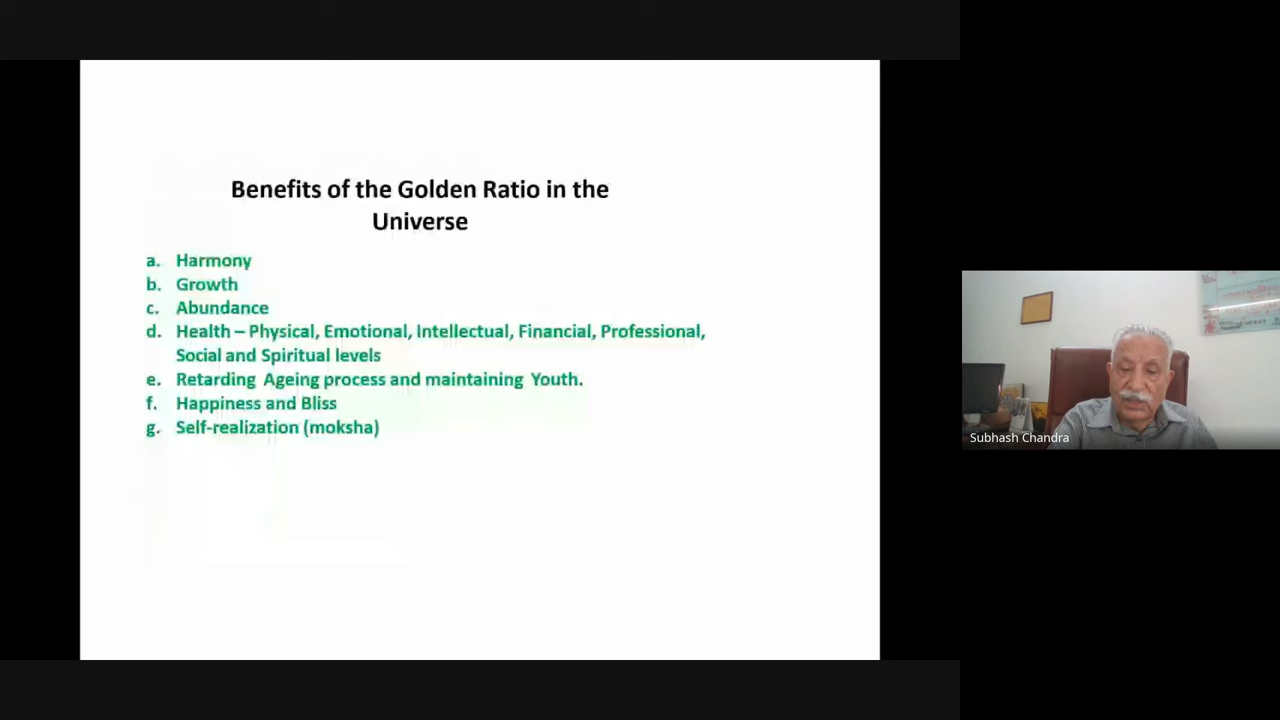 Benefits of the Golden Ratio in the
Universe
a. Harmony
b. Growth
c. Abundance
d. Health – Physical, Emotional, Intellectual, Financial, Professional,
Social and Spiritual levels
e. Retarding Ageing process and maintaining Youth.
f. Happiness and Bliss
g. Self-realization (moksha)
Subhash Chandra